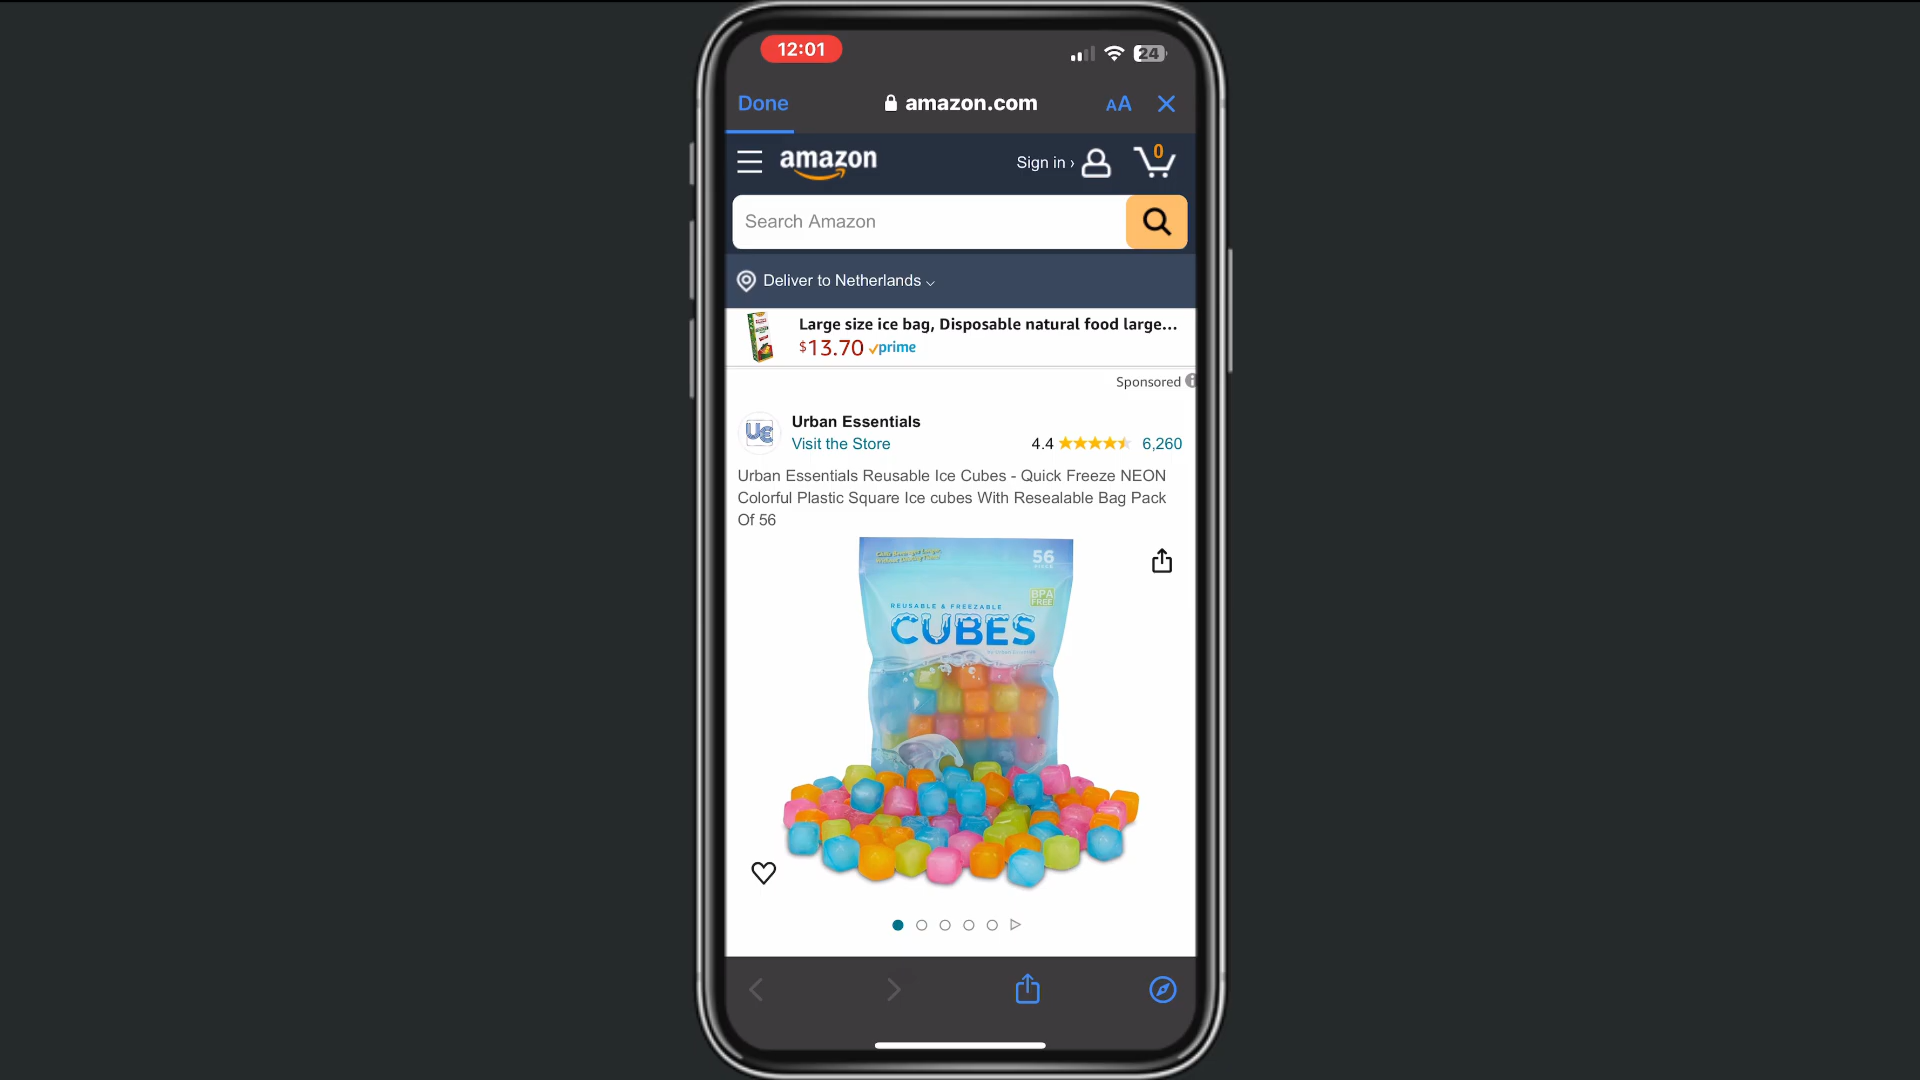 12:01
24
Done
amazon.com
AA
amazon
Sign in ›
0
Search Amazon
Deliver to Netherlands
Large size ice bag, Disposable natural food large...
$13.70 prime
Sponsored
UE
Urban Essentials
Visit the Store
4.4
6,260
Urban Essentials Reusable Ice Cubes - Quick Freeze NEON
Colorful Plastic Square Ice cubes With Resealable Bag Pack
Of 56
56
BPA
FREE
REUSABLE & FREEZABLE
CUBES